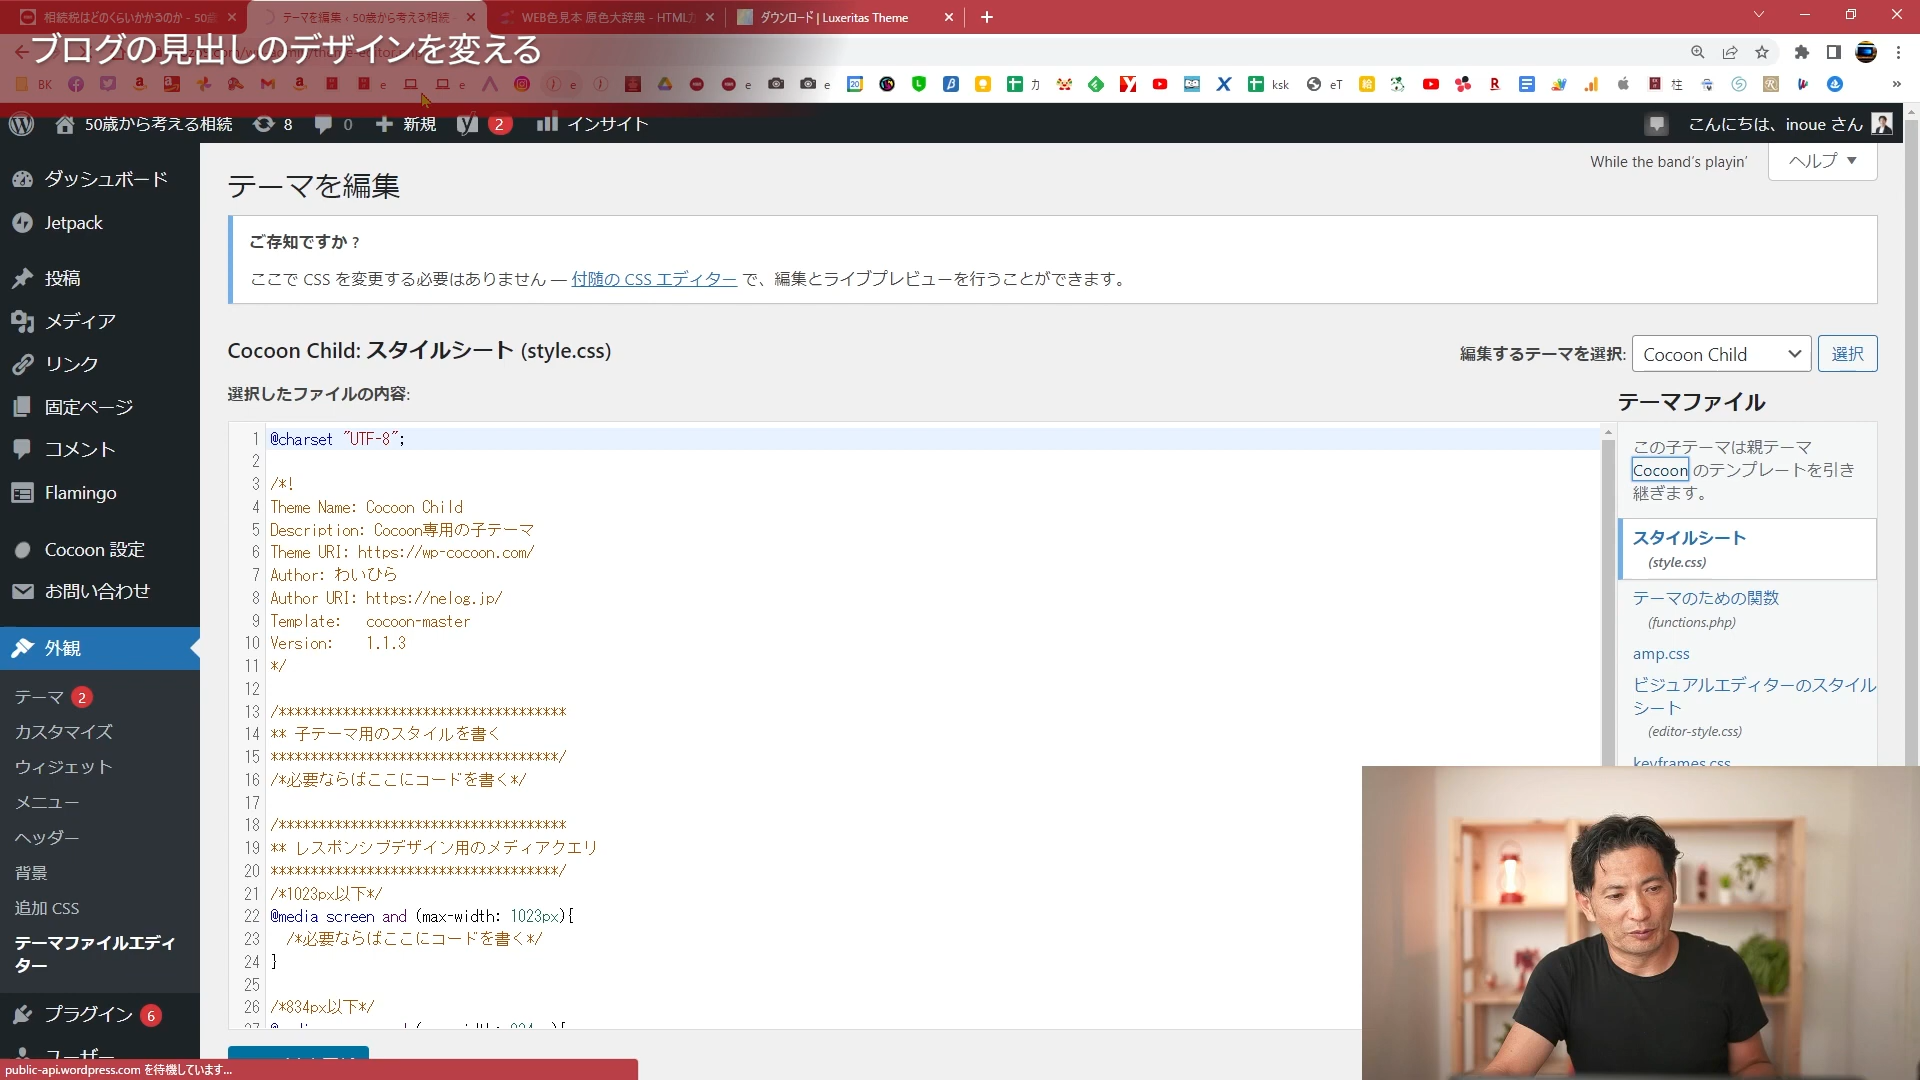 相続税はどのくらいかかるのか - 50歳
テーマを編集 ‹ 50歳から考える相続
WEB色見本 原色大辞典 - HTMLカ
ダウンロード | Luxeritas Theme
ブログの見出しのデザインを変える
BK
e
e
e
e
e
カ
ksk
eT
柱
»
50歳から考える相続
8
0
新規
2
インサイト
こんにちは、inoue さん
ダッシュボード
Jetpack
投稿
メディア
リンク
固定ページ
コメント
Flamingo
Cocoon 設定
お問い合わせ
外観
テーマ 2
カスタマイズ
ウィジェット
メニュー
ヘッダー
背景
追加 CSS
テーマファイルエディ
ター
プラグイン 6
ユーザー
public-api.wordpress.com を待機しています...
While the band's playin'
ヘルプ ▼
テーマを編集
ご存知ですか ?
ここで CSS を変更する必要はありません — 付随の CSS エディター で、編集とライブプレビューを行うことができます。
Cocoon Child: スタイルシート (style.css)
編集するテーマを選択: Cocoon Child 選択
選択したファイルの内容:
1 @charset "UTF-8";
2
3 /*!
4 Theme Name: Cocoon Child
5 Description: Cocoon専用の子テーマ
6 Theme URI: https://wp-cocoon.com/
7 Author: わいひら
8 Author URI: https://nelog.jp/
9 Template:   cocoon-master
10 Version:    1.1.3
11 */
12
13 /************************************
14 ** 子テーマ用のスタイルを書く
15 ************************************/
16 /*必要ならばここにコードを書く*/
17
18 /************************************
19 ** レスポンシブデザイン用のメディアクエリ
20 ************************************/
21 /*1023px以下*/
22 @media screen and (max-width: 1023px){
23   /*必要ならばここにコードを書く*/
24 }
25
26 /*834px以下*/
テーマファイル
この子テーマは親テーマ
Cocoon のテンプレートを引き
継ぎます。
スタイルシート
(style.css)
テーマのための関数
(functions.php)
amp.css
ビジュアルエディターのスタイル
シート
(editor-style.css)
keyframes.css